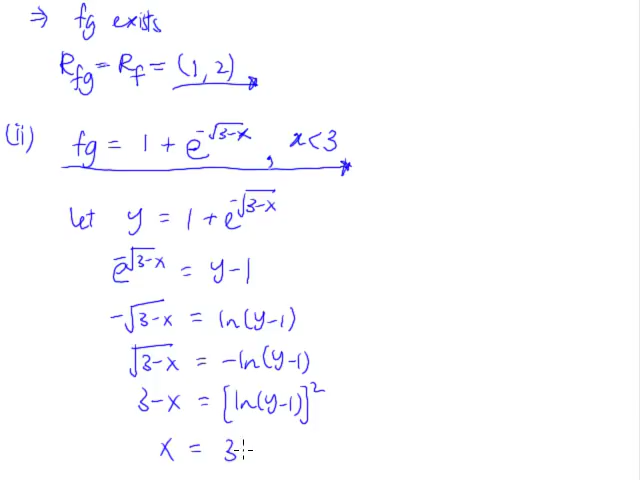 ⇒ fg exists
R_fg = R_f = (1, 2)
(ii) fg = 1 + e^(-√(3-x)), x < 3
let y = 1 + e^(-√(3-x))
e^(-√(3-x)) = y - 1
-√(3-x) = ln(y-1)
√(3-x) = -ln(y-1)
3-x = [ln(y-1)]^2
x = 3-